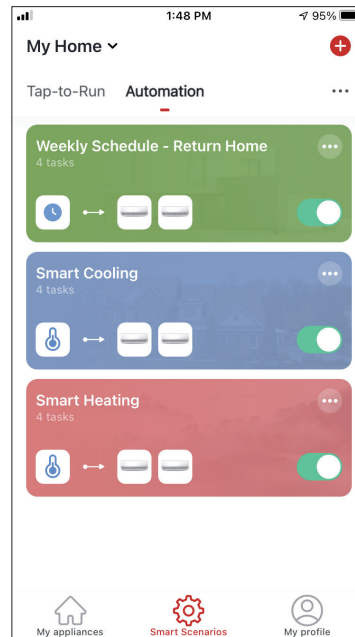 1:48 PM
95%
My Home
Tap-to-Run Automation
Weekly Schedule - Return Home
4 tasks
Smart Cooling
4 tasks
Smart Heating
4 tasks
My appliances Smart Scenarios My profile